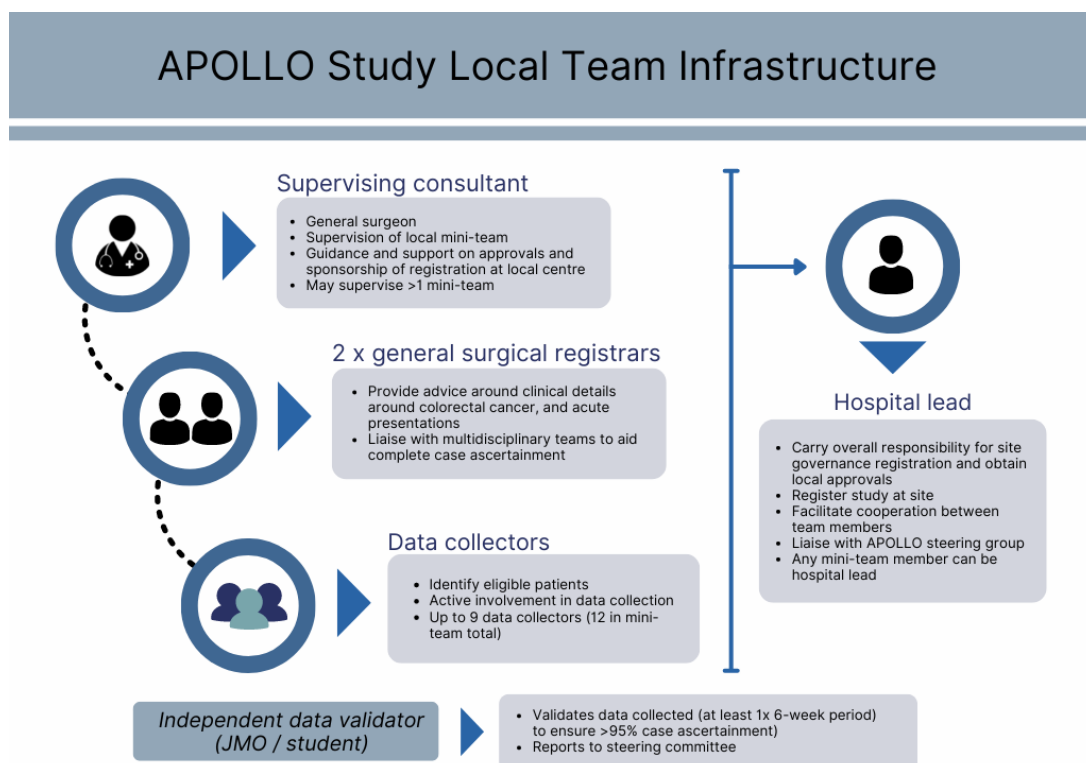 APOLLO Study Local Team Infrastructure
Supervising consultant
• General surgeon
• Supervision of local mini-team
• Guidance and support on approvals and
sponsorship of registration at local centre
• May supervise >1 mini-team
2 x general surgical registrars
• Provide advice around clinical details
around colorectal cancer, and acute
presentations
• Liaise with multidisciplinary teams to aid
complete case ascertainment
Data collectors
• Identify eligible patients
• Active involvement in data collection
• Up to 9 data collectors (12 in mini-
team total)
Hospital lead
• Carry overall responsibility for site
governance registration and obtain
local approvals
• Register study at site
• Facilitate cooperation between
team members
• Liaise with APOLLO steering group
• Any mini-team member can be
hospital lead
Independent data validator
(JMO / student)
• Validates data collected (at least 1x 6-week period)
to ensure >95% case ascertainment)
• Reports to steering committee